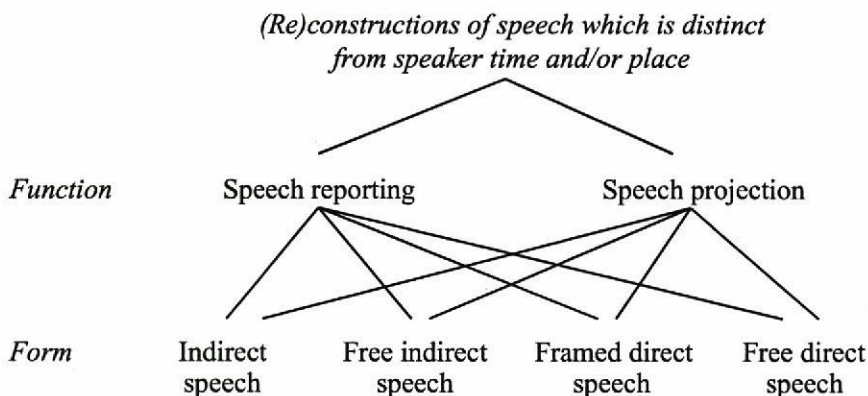 (Re)constructions of speech which is distinct
from speaker time and/or place
Function Speech reporting Speech projection
Form Indirect Free indirect Framed direct Free direct
speech speech speech speech